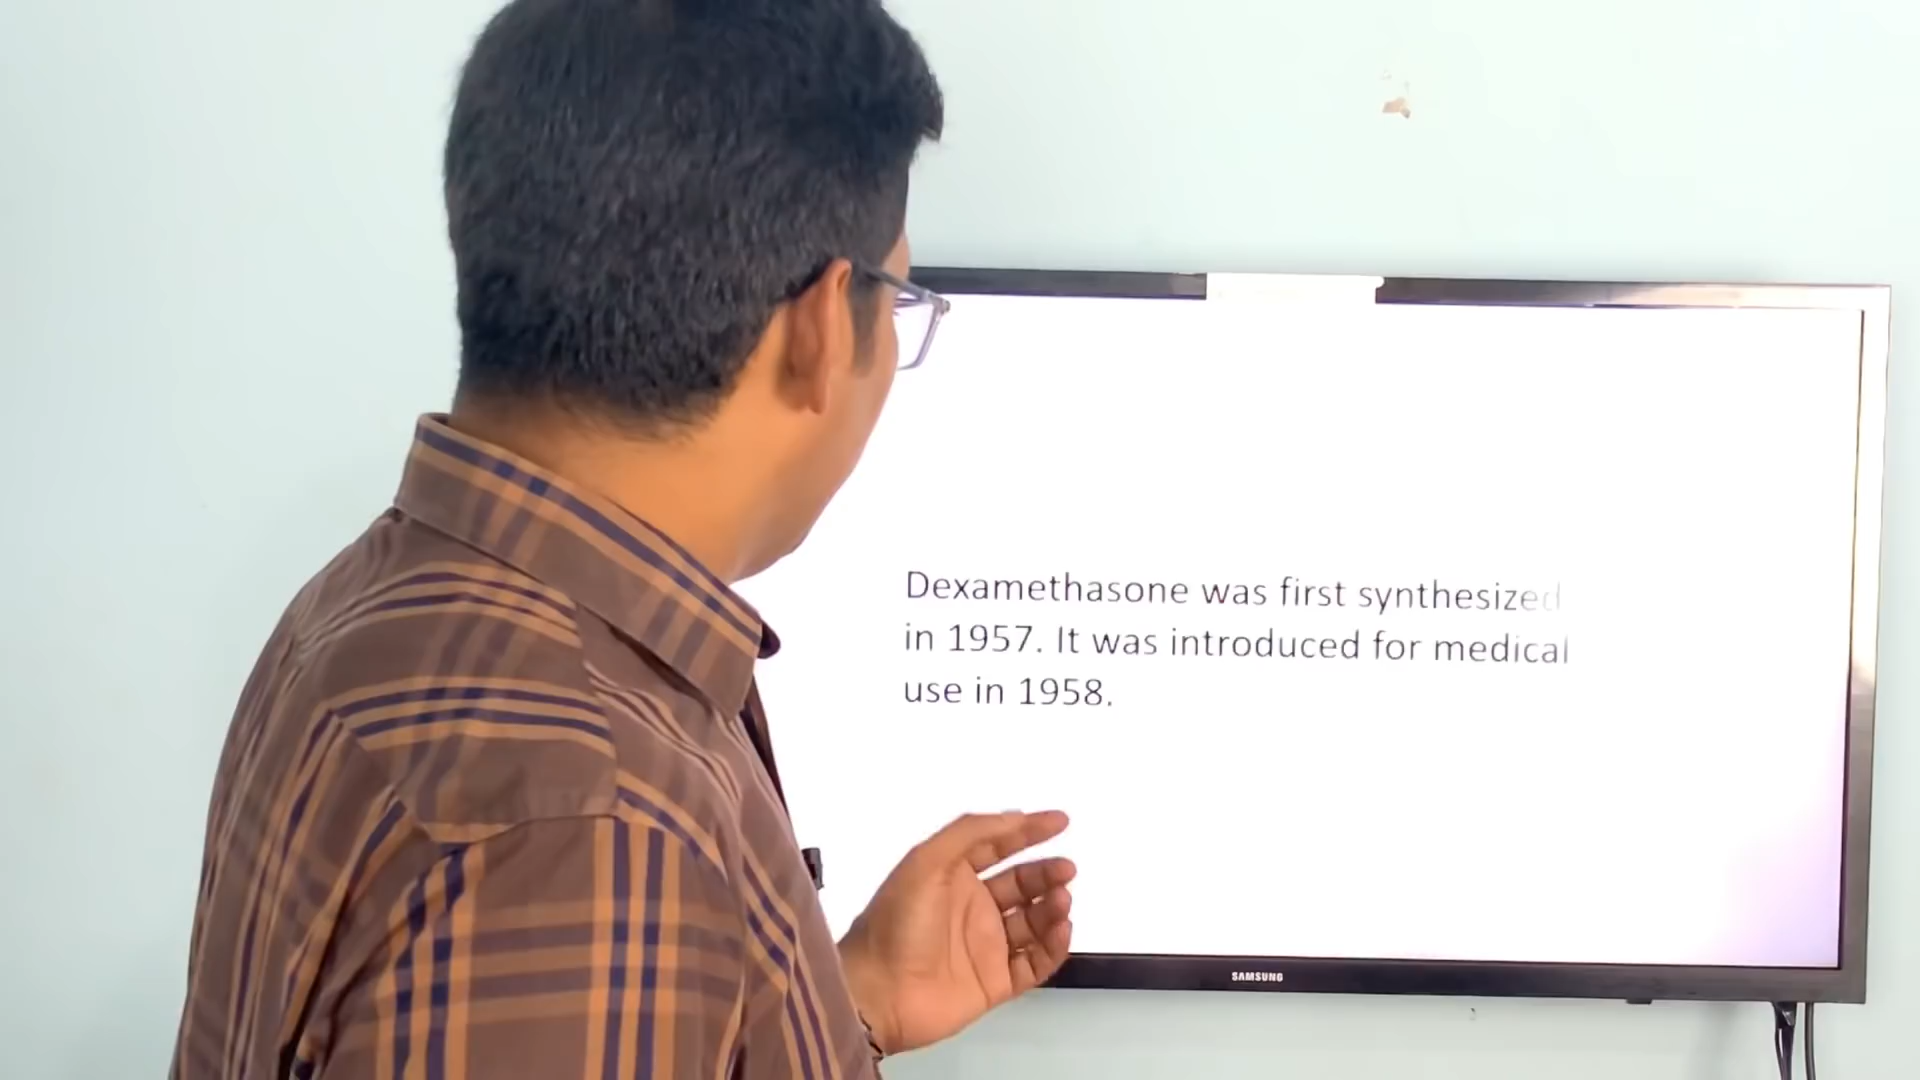 Dexamethasone was first synthesized
in 1957. It was introduced for medical
use in 1958.
SAMSUNG